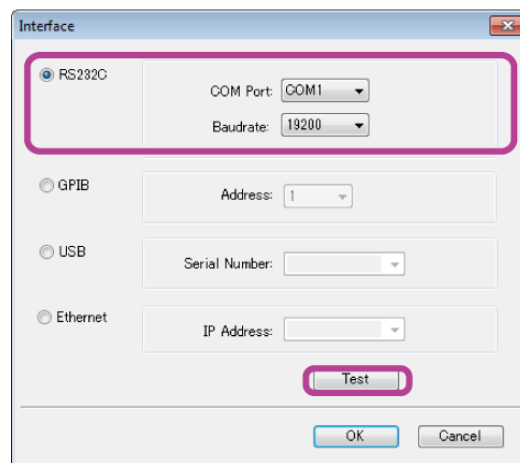 Interface
RS232C
COM Port: COM1
Baudrate: 19200
GPIB
Address: 1
USB
Serial Number:
Ethernet
IP Address:
Test
OK Cancel